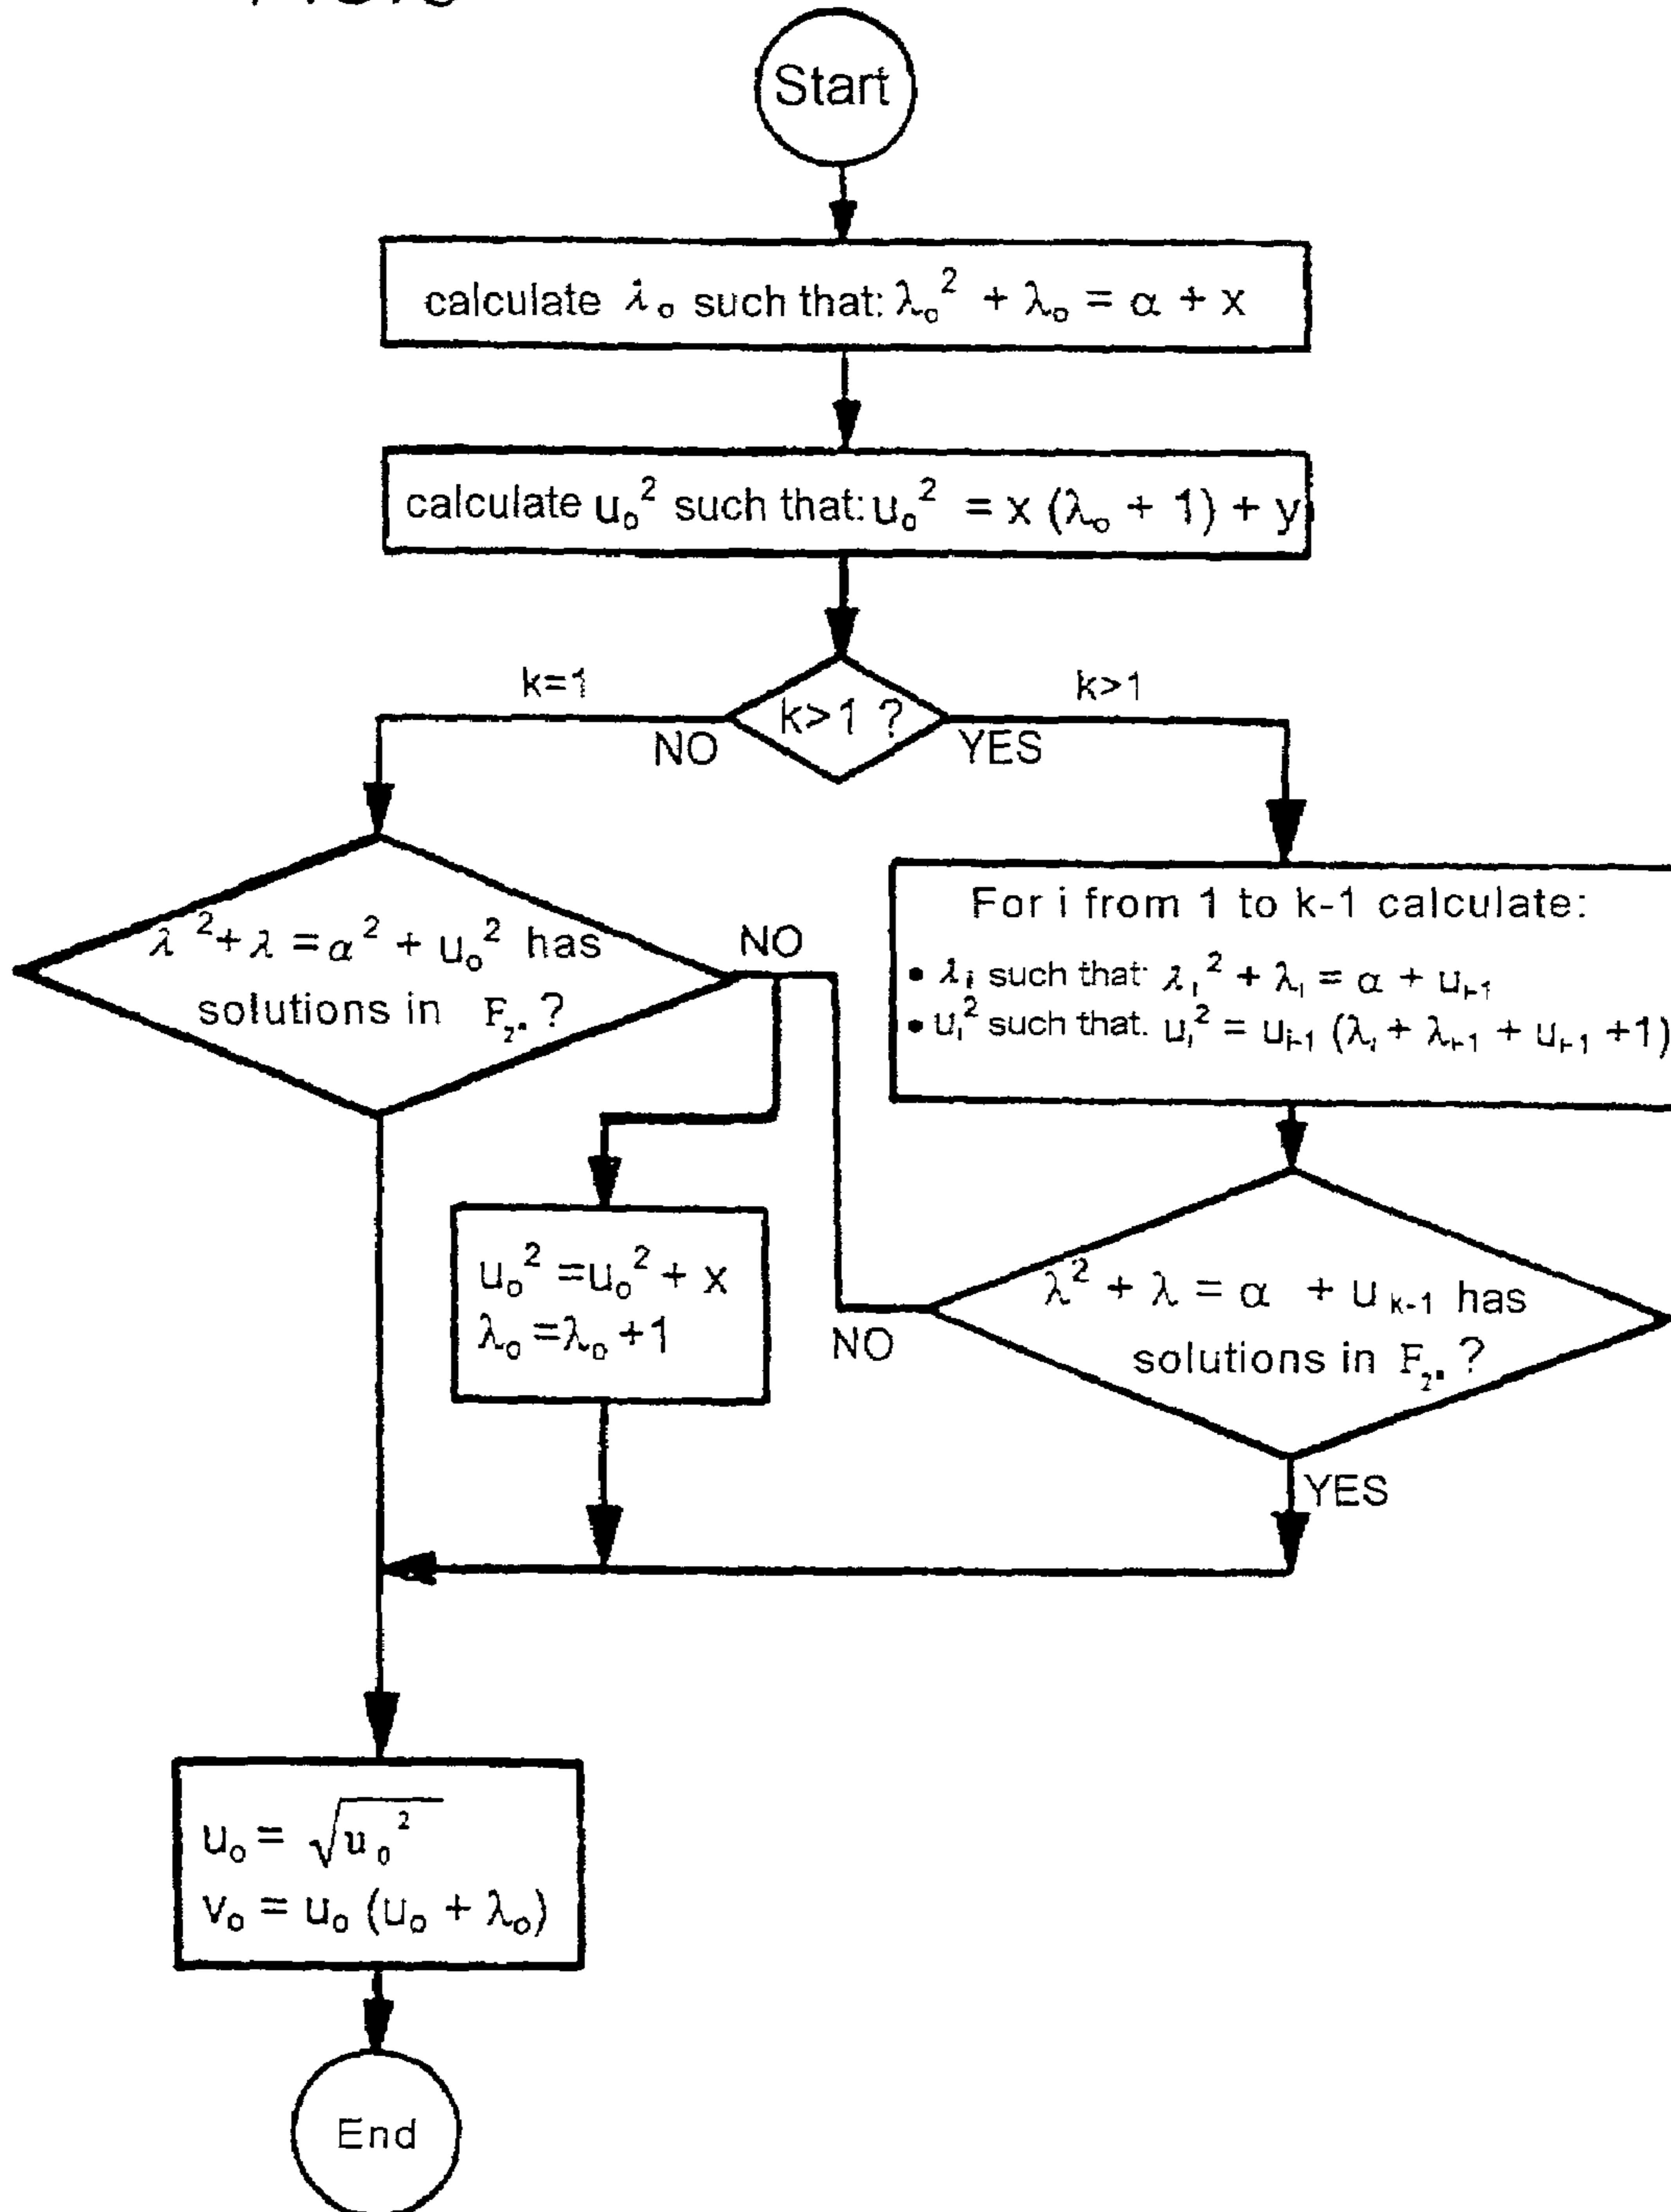 Start
calculate λ₀ such that: λ₀² + λ₀ = α + x
calculate u₀² such that: u₀² = x (λ₀ + 1) + y
k=1
k>1 ?
k>1
NO
YES
λ² + λ = α² + u₀² has
solutions in F₂ⁿ ?
NO
For i from 1 to k-1 calculate:
• λᵢ such that: λᵢ² + λᵢ = α + uᵢ₋₁
• uᵢ² such that: uᵢ² = uᵢ₋₁ (λᵢ + λᵢ₋₁ + uᵢ₋₁ +1)
u₀² =u₀² + x
λ₀ =λ₀ +1
λ² + λ = α + uₖ₋₁ has
solutions in F₂ⁿ ?
NO
YES
u₀ = √u₀²
v₀ = u₀ (u₀ + λ₀)
End